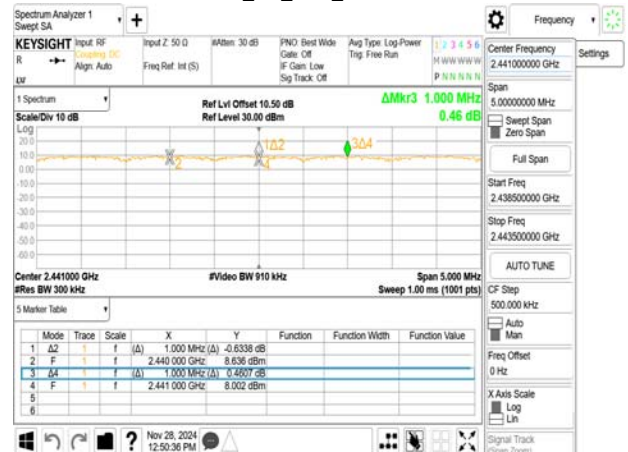 Spectrum Analyzer 1
Swept SA
+
Frequency
KEYSIGHT
R
Input: RF
Coupling: DC
Align: Auto
Input Z: 50 Ω
Freq Ref: Int (S)
#Atten: 30 dB
PNO: Best Wide
Gate: Off
IF Gain: Low
Sig Track: Off
Avg Type: Log-Power
Trig: Free Run
1 2 3 4 5 6
M W W W W W
P N N N N N
Center Frequency
2.441000000 GHz
Settings
Span
5.00000000 MHz
Swept Span
Zero Span
Full Span
Start Freq
2.438500000 GHz
Stop Freq
2.443500000 GHz
AUTO TUNE
CF Step
500.000 kHz
Auto
Man
Freq Offset
0 Hz
X Axis Scale
Log
Lin
Signal Track
(Span Zoom)
1 Spectrum
Scale/Div 10 dB
Ref Lvl Offset 10.50 dB
Ref Level 30.00 dBm
ΔMkr3 1.000 MHz
0.46 dB
Log
20.0
10.0
0.00
-10.0
-20.0
-30.0
-40.0
-50.0
-60.0
1Δ2
3Δ4
2
4
Center 2.441000 GHz
#Res BW 300 kHz
#Video BW 910 kHz
Span 5.000 MHz
Sweep 1.00 ms (1001 pts)
5 Marker Table
Mode Trace Scale X Y Function Function Width Function Value
1 Δ2 1 f (Δ) 1.000 MHz (Δ) -0.6338 dB
2 F 1 f 2.440 000 GHz 8.636 dBm
3 Δ4 1 f (Δ) 1.000 MHz (Δ) 0.4607 dB
4 F 1 f 2.441 000 GHz 8.002 dBm
5
6
?
Nov 28, 2024
12:50:36 PM